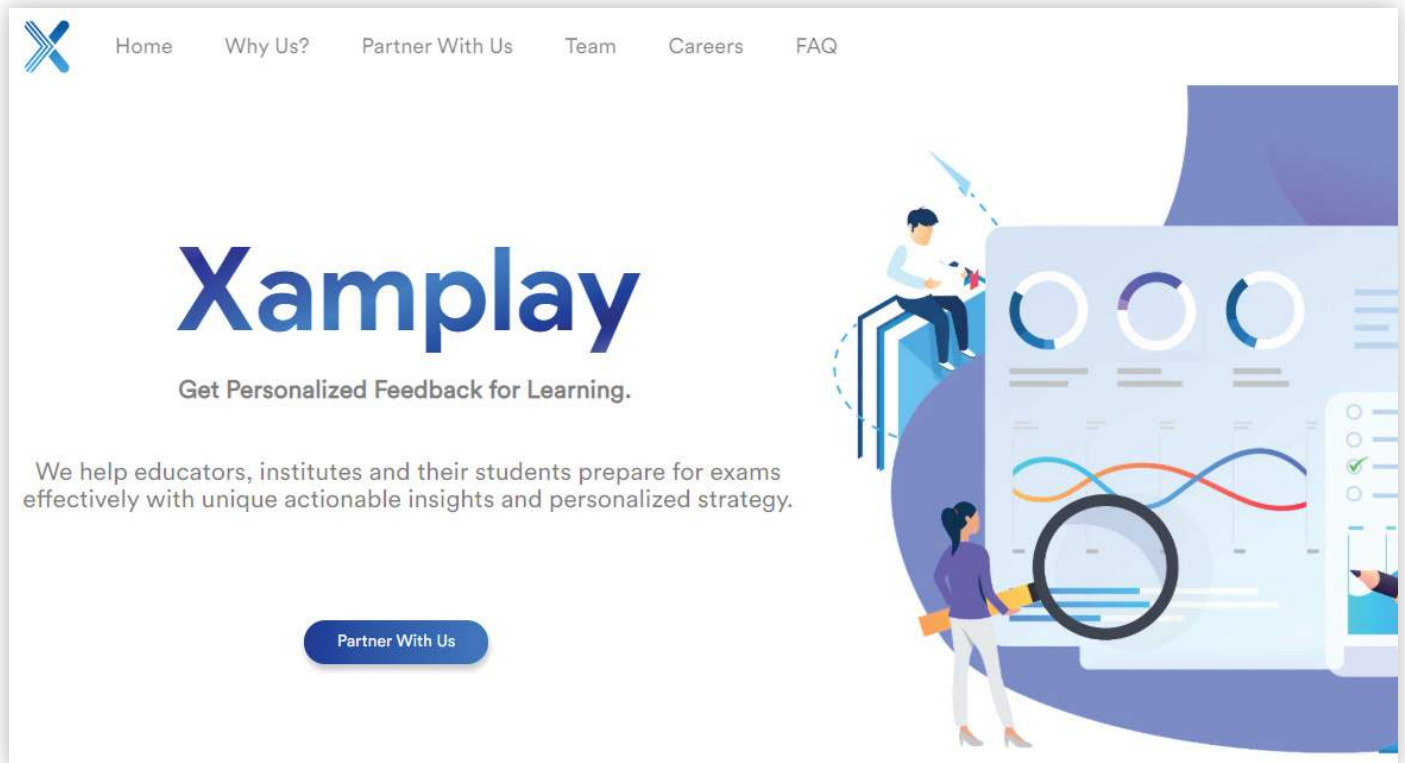 Home Why Us? Partner With Us Team Careers FAQ
Xamplay
Get Personalized Feedback for Learning.
We help educators, institutes and their students prepare for exams
effectively with unique actionable insights and personalized strategy.
Partner With Us